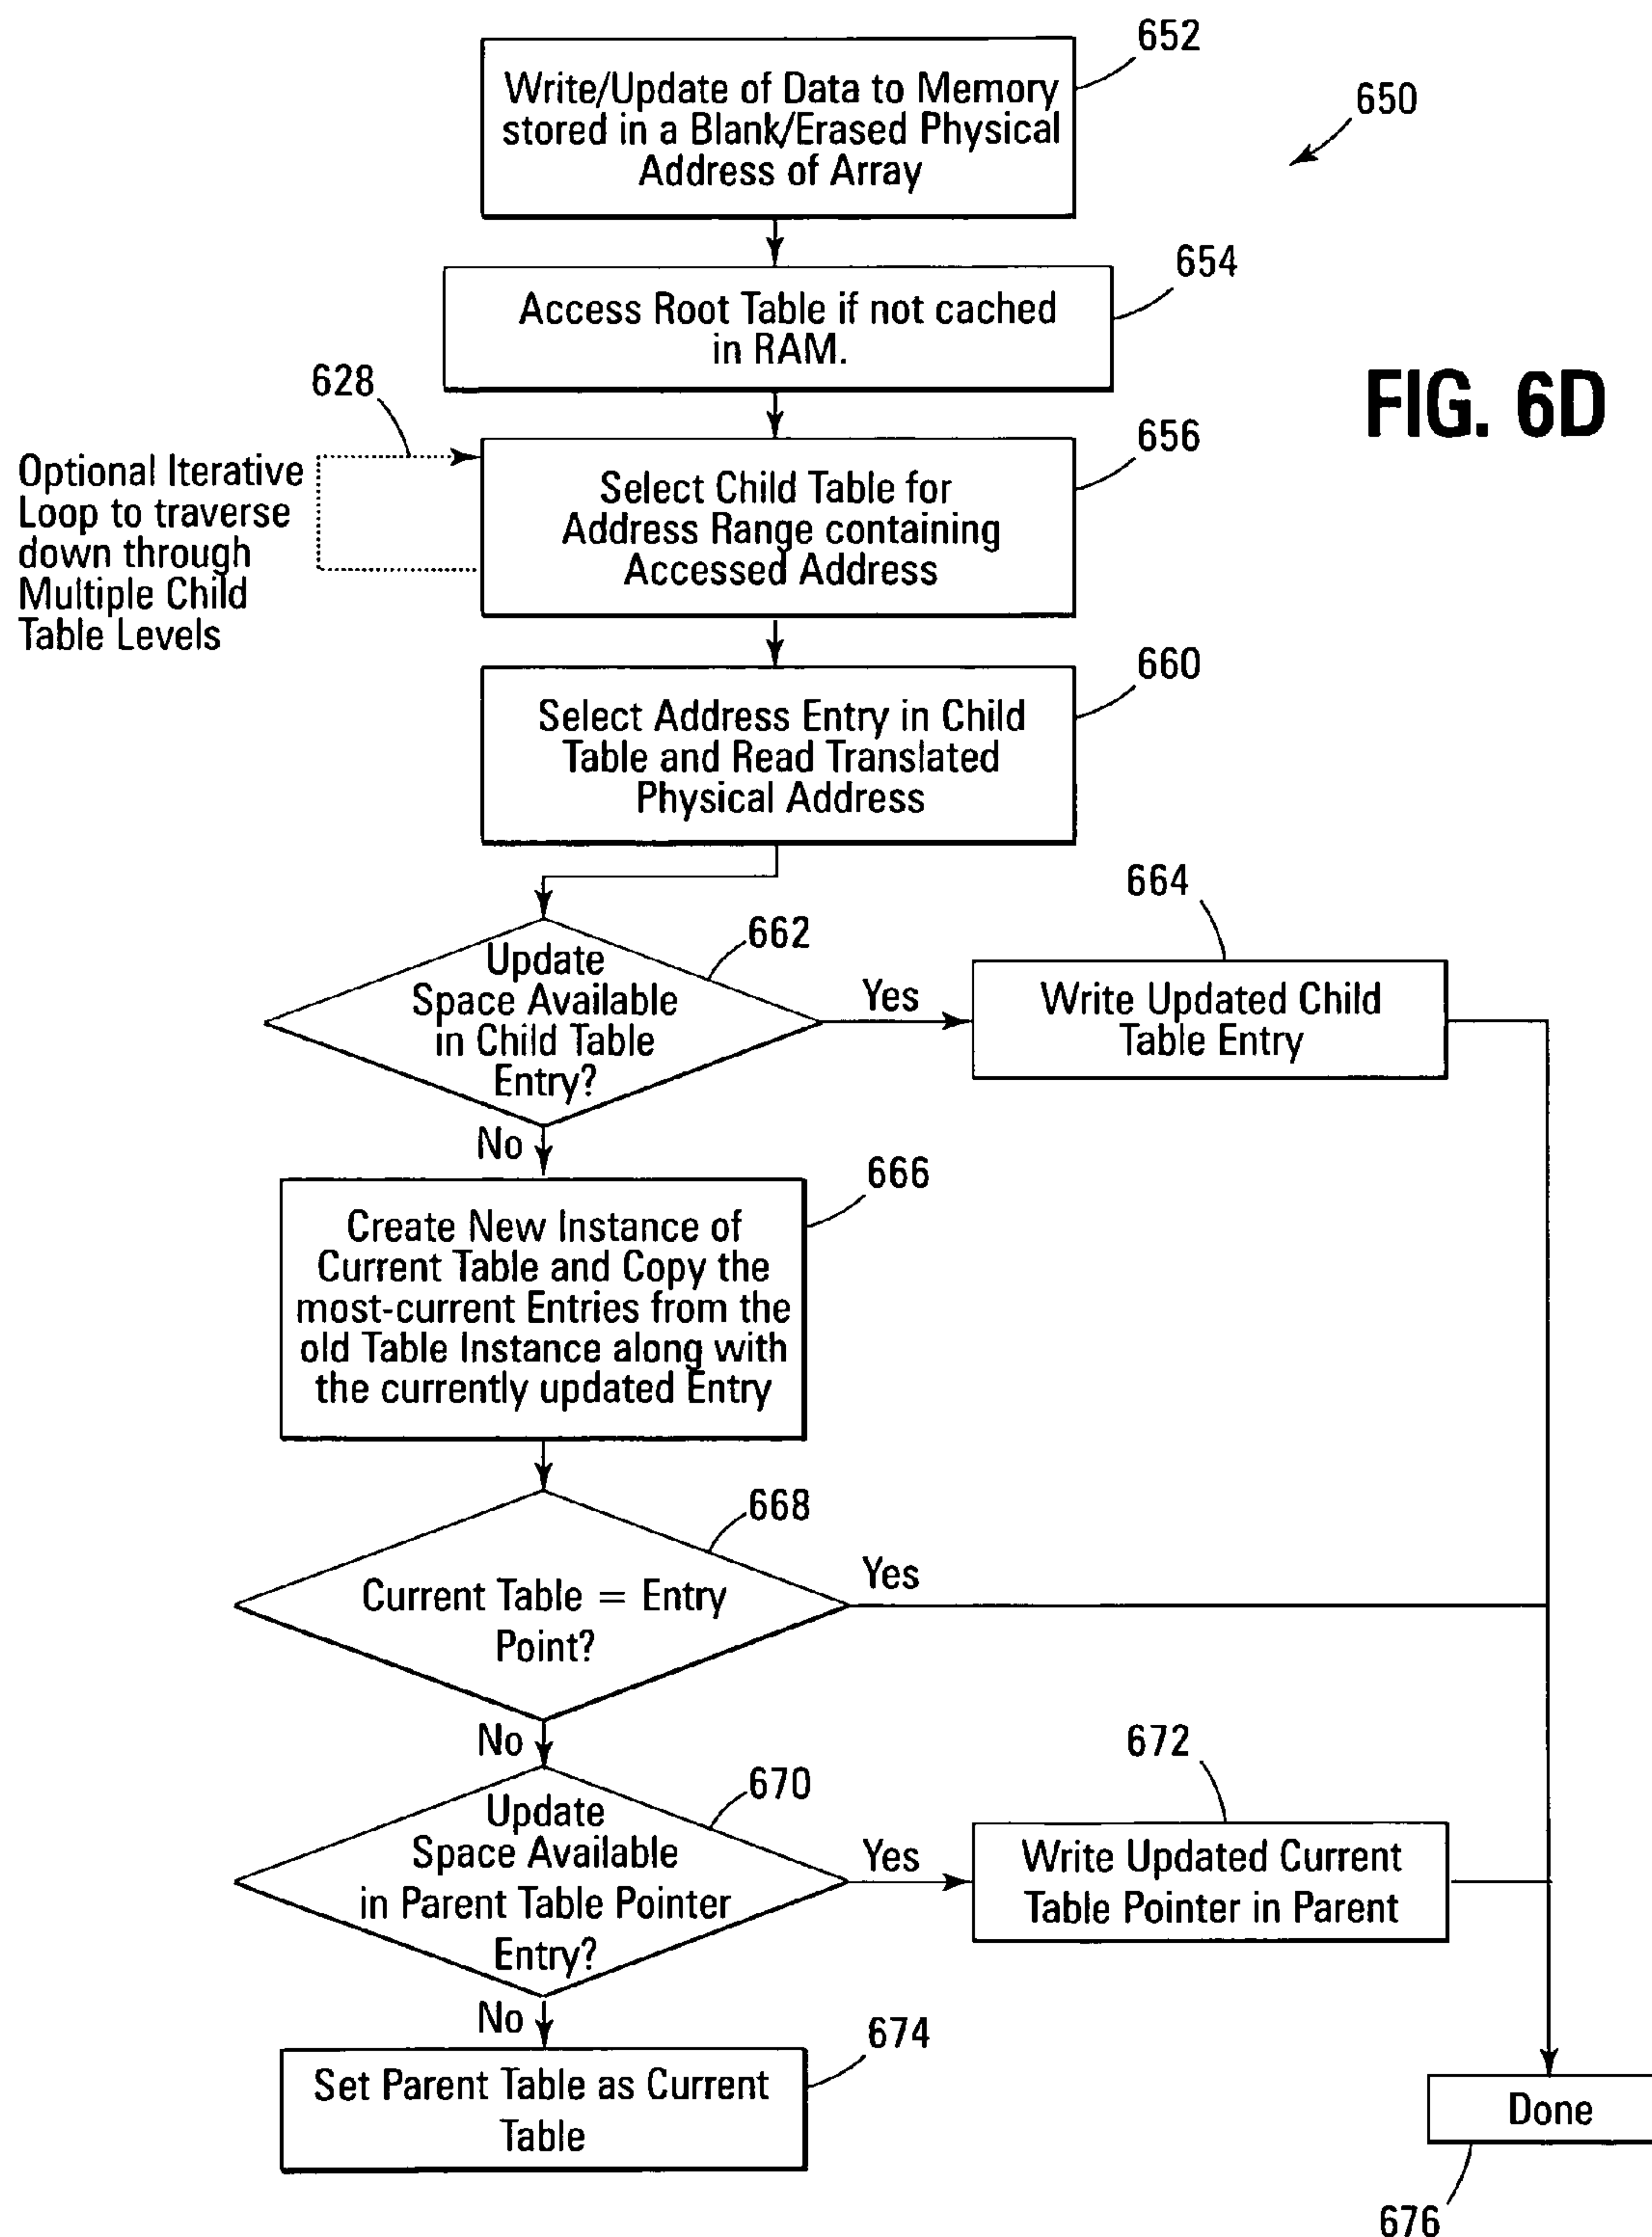 652
Write/Update of Data to Memory
stored in a Blank/Erased Physical
Address of Array
650
654
Access Root Table if not cached
in RAM.
FIG. 6D
628
Optional Iterative
Loop to traverse
down through
Multiple Child
Table Levels
656
Select Child Table for
Address Range containing
Accessed Address
660
Select Address Entry in Child
Table and Read Translated
Physical Address
662
Update
Space Available
in Child Table
Entry?
Yes
664
Write Updated Child
Table Entry
No
666
Create New Instance of
Current Table and Copy the
most-current Entries from the
old Table Instance along with
the currently updated Entry
668
Current Table = Entry
Point?
Yes
No
670
Update
Space Available
in Parent Table Pointer
Entry?
Yes
672
Write Updated Current
Table Pointer in Parent
No
674
Set Parent Table as Current
Table
Done
676